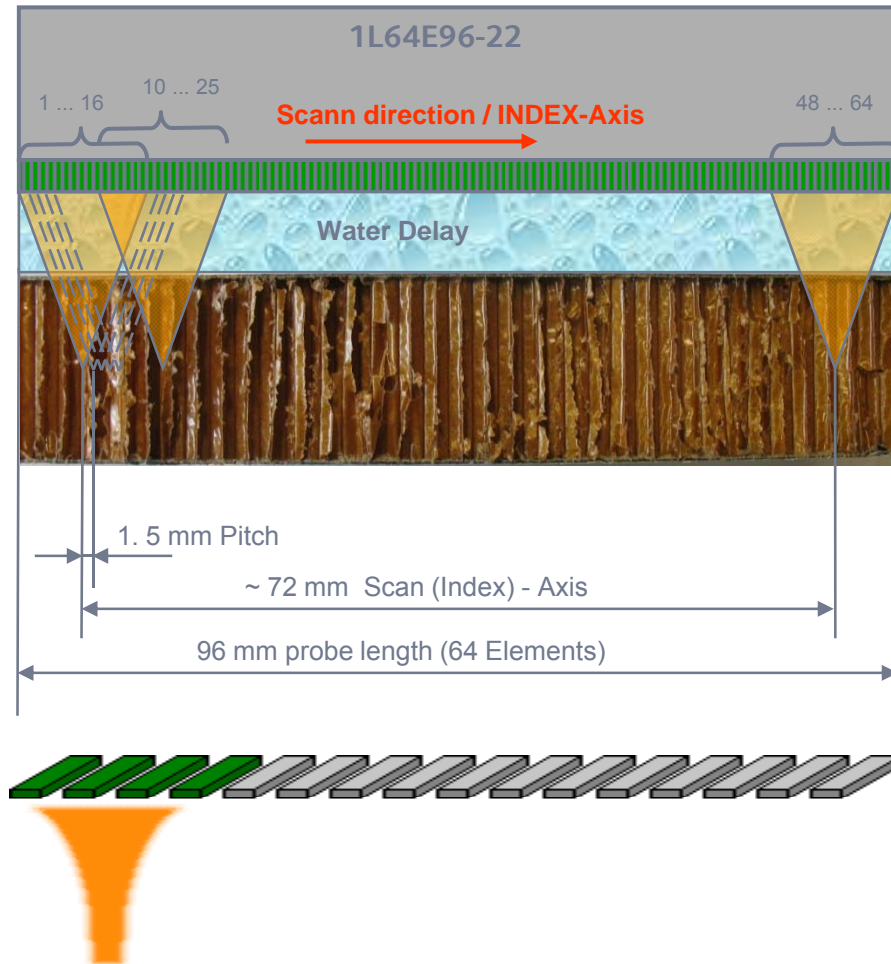 1L64E96-22
10 ... 25
1 ... 16
48 ... 64
Scann direction / INDEX-Axis
Water Delay
1. 5 mm Pitch
~ 72 mm Scan (Index) - Axis
96 mm probe length (64 Elements)